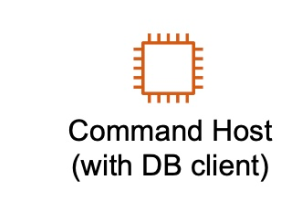 Command Host
(with DB client)